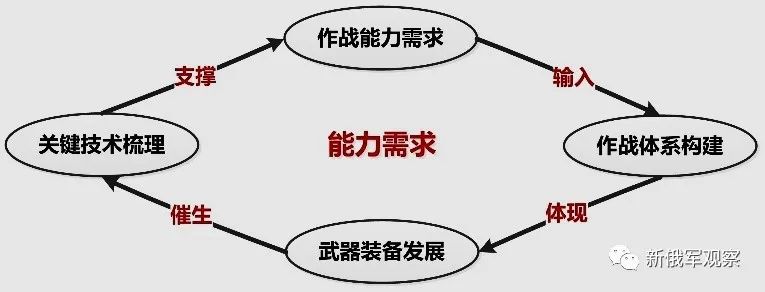 作战能力需求
支撑
输入
关键技术梳理
能力需求
作战体系构建
催生
体现
武器装备发展
新俄军观察